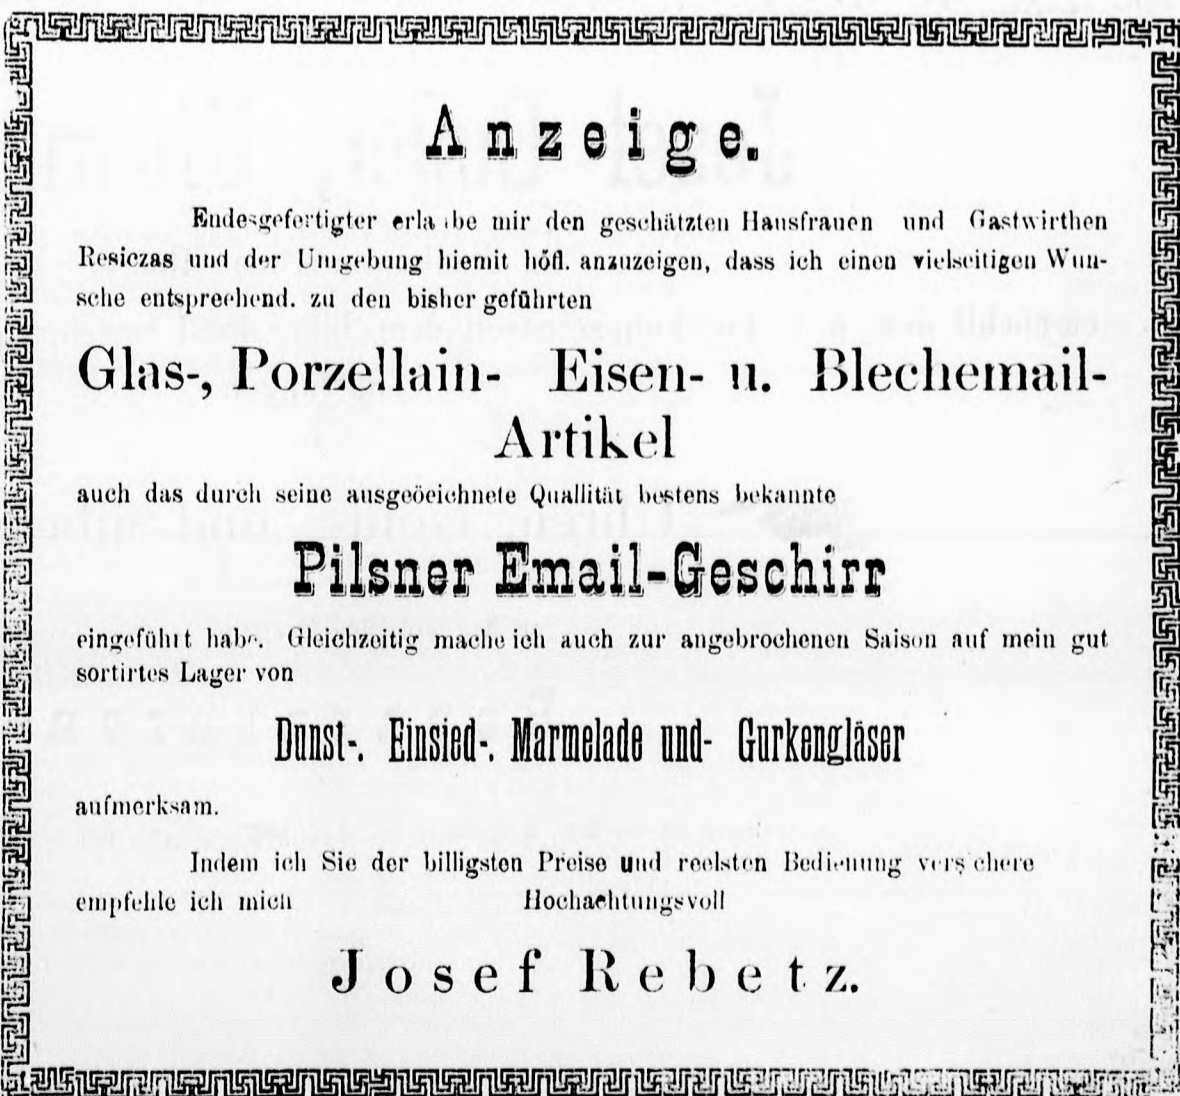 Anzeige.
Endesgefertigter erlaube mir den geschätzten Hausfrauen und Gastwirthen
Resiczas und der Umgebung hiemit höfl. anzuzeigen, dass ich einen vielseitigen Wun-
sche entsprechend. zu den bisher geführten
Glas-, Porzellain- Eisen- u. Blechemail-
Artikel
auch das durch seine ausgeöeichnete Quallität bestens bekannte
Pilsner Email-Geschirr
eingeführt habe. Gleichzeitig mache ich auch zur angebrochenen Saison auf mein gut
sortirtes Lager von
Dunst-. Einsied-. Marmelade und- Gurkengläser
aufmerksam.
Indem ich Sie der billigsten Preise und reelsten Bedienung versichere
empfehle ich mich Hochachtungsvoll
Josef Rebetz.